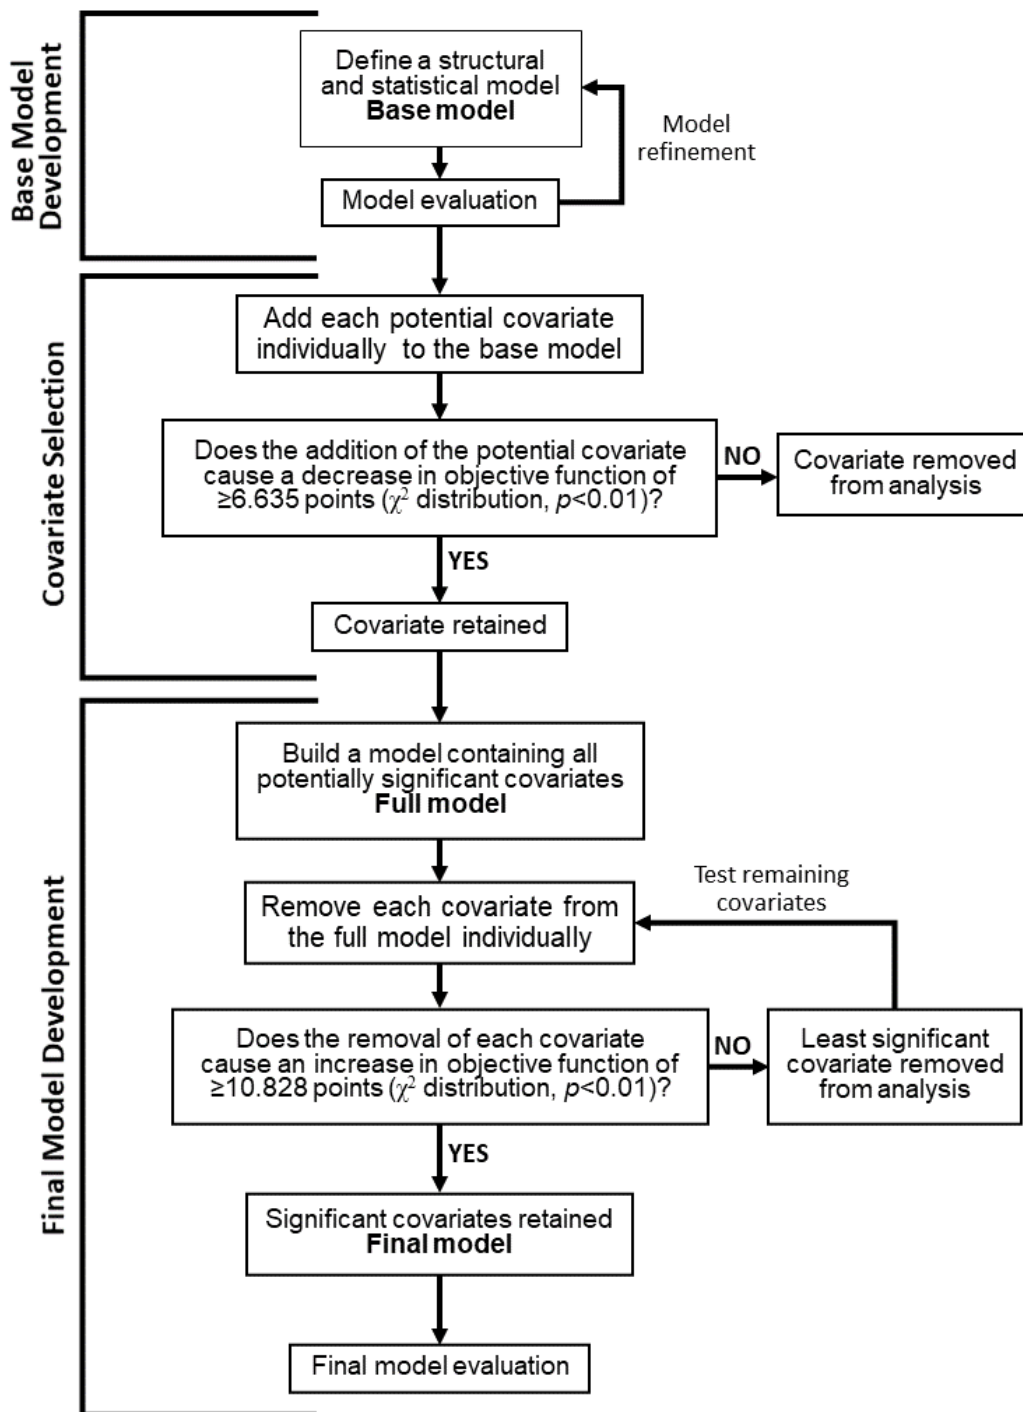 Base Model
Development
Define a structural
and statistical model
Base model
Model
refinement
Model evaluation
Covariate Selection
Add each potential covariate
individually to the base model
Does the addition of the potential covariate
cause a decrease in objective function of
≥6.635 points (χ² distribution, p<0.01)?
NO
Covariate removed
from analysis
YES
Covariate retained
Final Model Development
Build a model containing all
potentially significant covariates
Full model
Test remaining
covariates
Remove each covariate from
the full model individually
Does the removal of each covariate
cause an increase in objective function of
≥10.828 points (χ² distribution, p<0.01)?
NO
Least significant
covariate removed
from analysis
YES
Significant covariates retained
Final model
Final model evaluation